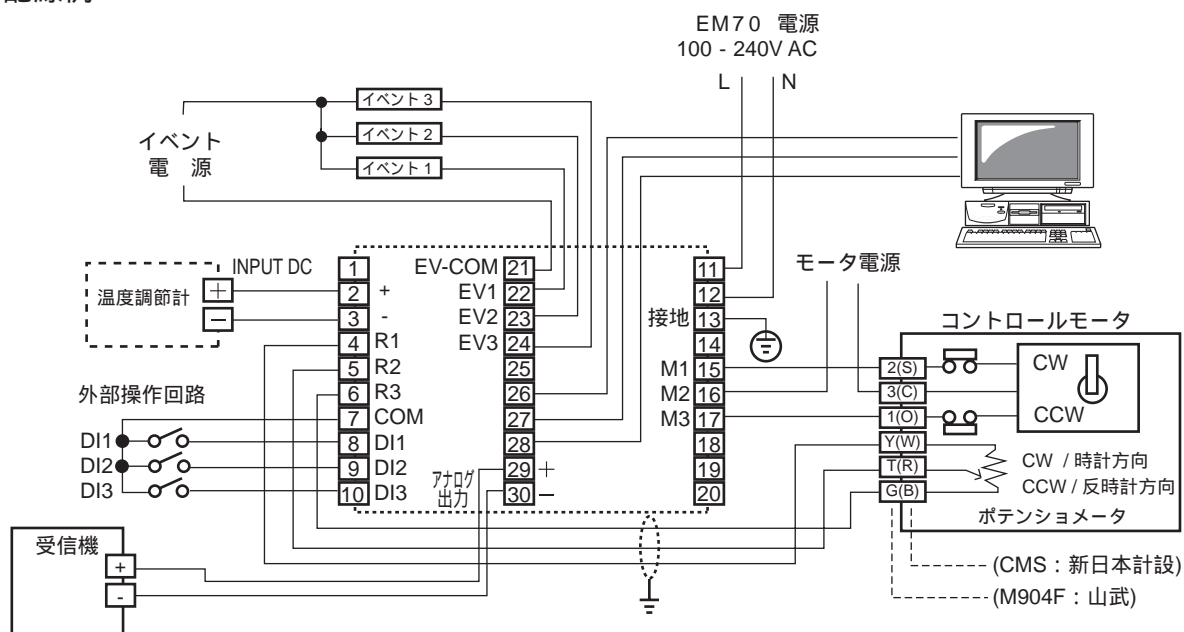 EM70 電源
100 - 240V AC
L N
イベント 3
イベント 2
イベント 1
イベント
電 源
モータ電源
INPUT DC
温度調節計
+
−
外部操作回路
DI1
DI2
DI3
受信機
+
-
1
2 +
3 -
4 R1
5 R2
6 R3
7 COM
8 DI1
9 DI2
10 DI3
EV-COM 21
EV1 22
EV2 23
EV3 24
25
26
27
28
アナログ
出力
29 +
30 −
11
12
接地 13
14
M1 15
M2 16
M3 17
18
19
20
コントロールモータ
2(S)
3(C)
1(O)
Y(W)
T(R)
G(B)
CW
CCW
CW / 時計方向
CCW / 反時計方向
ポテンショメータ
(CMS : 新日本計設)
(M904F : 山武)